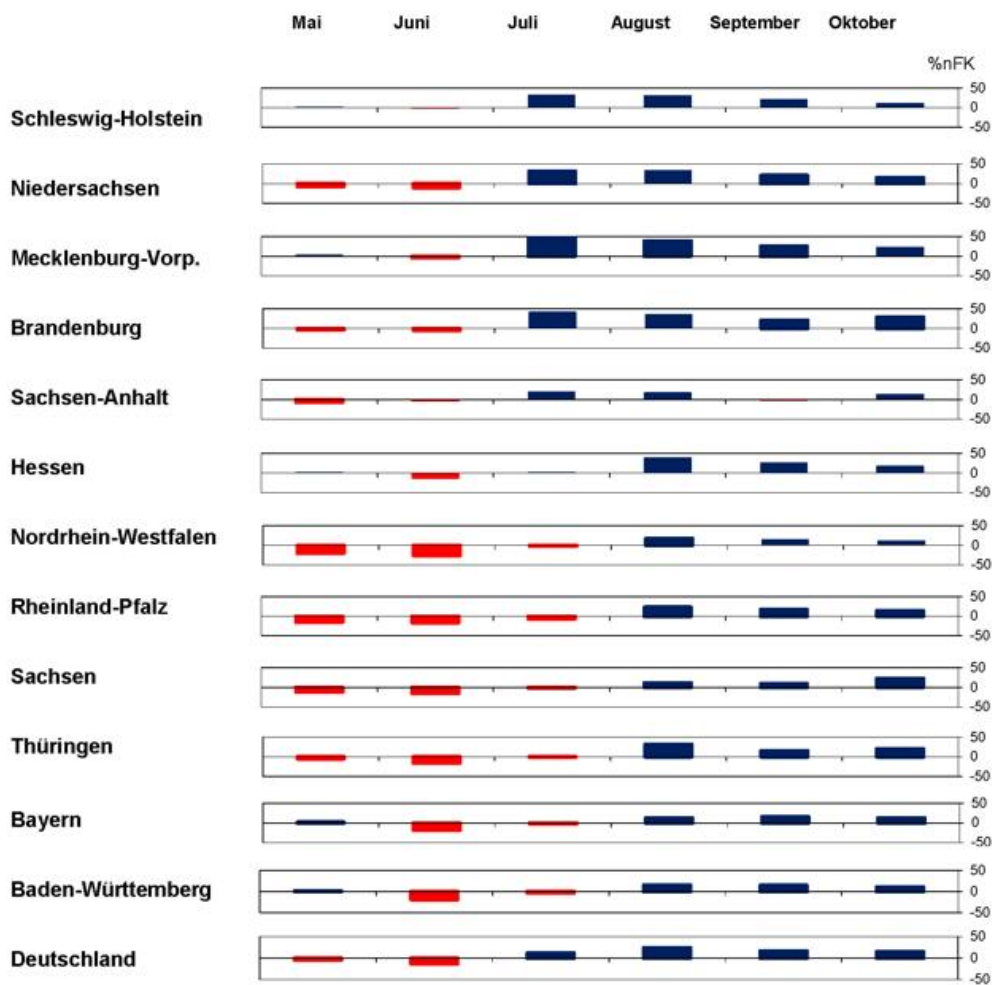 Mai Juni Juli August September Oktober
%nFK
50
Schleswig-Holstein 0
-50
50
Niedersachsen 0
-50
50
Mecklenburg-Vorp. 0
-50
50
Brandenburg 0
-50
50
Sachsen-Anhalt 0
-50
50
Hessen 0
-50
50
Nordrhein-Westfalen 0
-50
50
Rheinland-Pfalz 0
-50
50
Sachsen 0
-50
50
Thüringen 0
-50
50
Bayern 0
-50
50
Baden-Württemberg 0
-50
50
Deutschland 0
-50